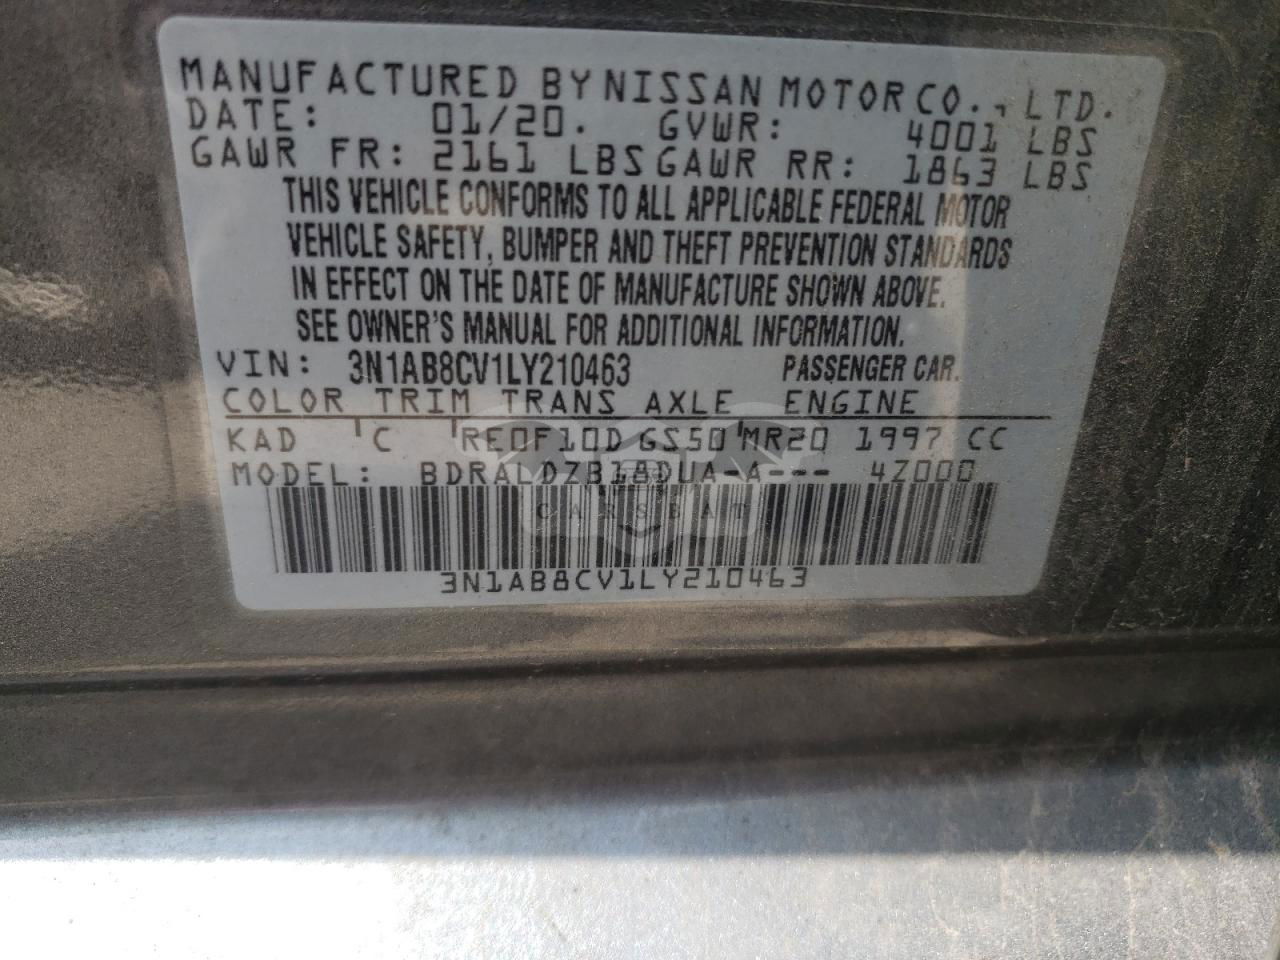 MANUFACTURED BY NISSAN MOTOR CO., LTD.
DATE: 01/20. GVWR: 4001 LBS
GAWR FR: 2161 LBS GAWR RR: 1863 LBS
THIS VEHICLE CONFORMS TO ALL APPLICABLE FEDERAL MOTOR
VEHICLE SAFETY, BUMPER AND THEFT PREVENTION STANDARDS
IN EFFECT ON THE DATE OF MANUFACTURE SHOWN ABOVE.
SEE OWNER'S MANUAL FOR ADDITIONAL INFORMATION.
VIN: 3N1AB8CV1LY210463 PASSENGER CAR.
COLOR TRIM TRANS AXLE ENGINE
KAD ' C ' RE0F10D GS50 ' MR20 1997 CC
MODEL: BDRALDZB18DUA-A--- 4Z000
CARSBAT
3N1AB8CV1LY210463